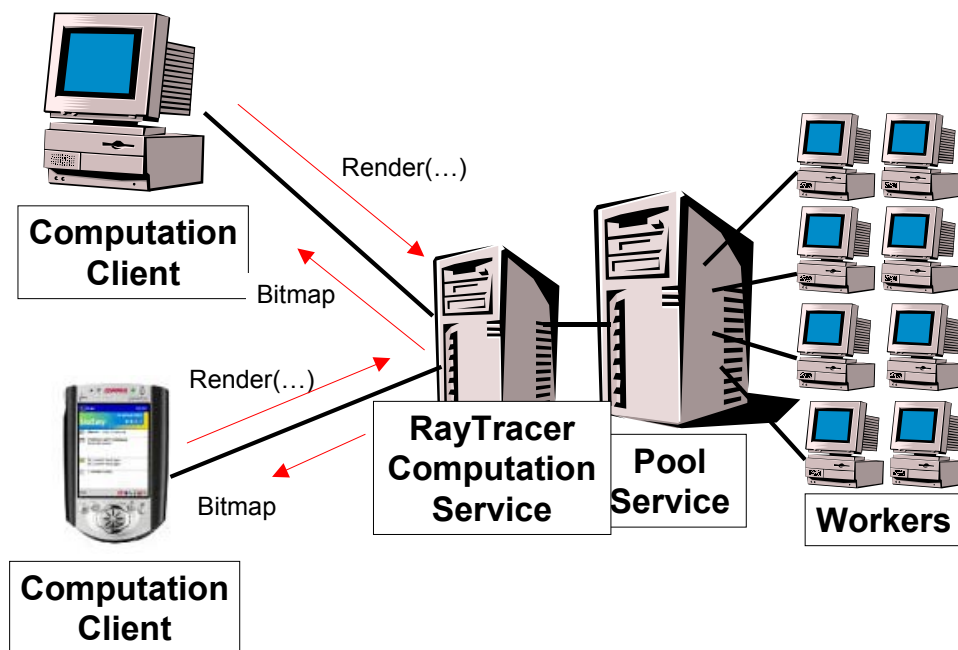 Render(…)
Computation
Client
Bitmap
Render(…)
RayTracer
Computation
Service
Pool
Service
Workers
Bitmap
Computation
Client